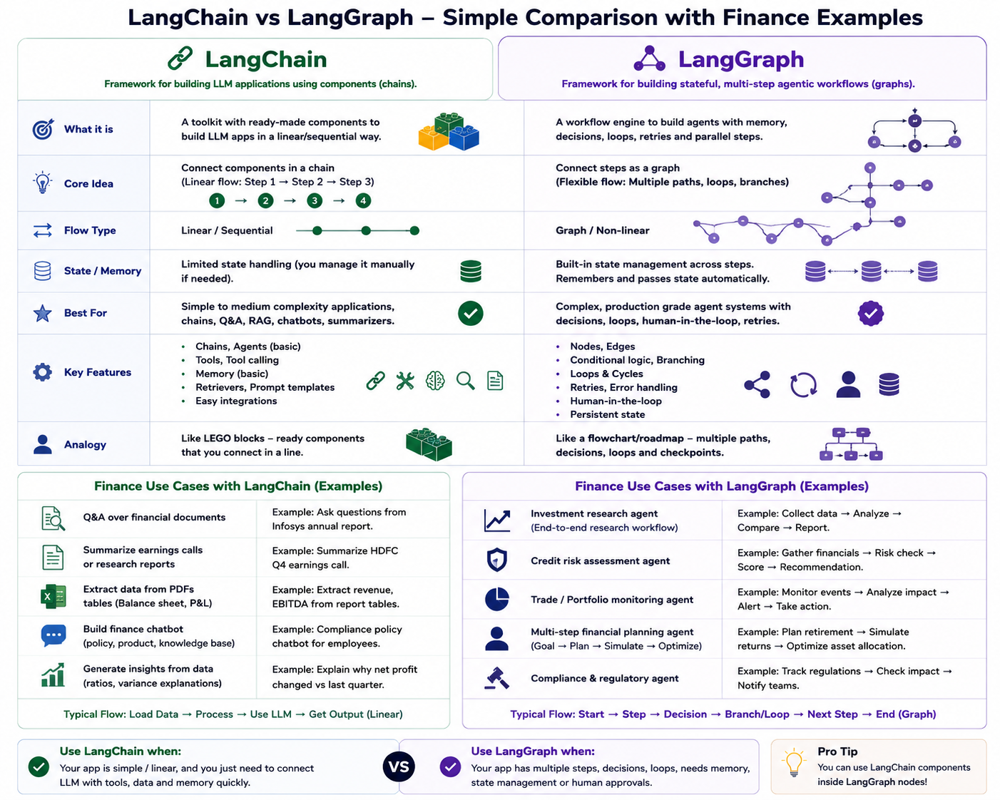 LangChain vs LangGraph – Simple Comparison with Finance Examples
LangChain
Framework for building LLM applications using components (chains).
LangGraph
Framework for building stateful, multi-step agentic workflows (graphs).
What it is
A toolkit with ready-made components to
build LLM apps in a linear/sequential way.
A workflow engine to build agents with memory,
decisions, loops, retries and parallel steps.
Core Idea
Connect components in a chain
(Linear flow: Step 1 → Step 2 → Step 3)
1 → 2 → 3 → 4
Connect steps as a graph
(Flexible flow: Multiple paths, loops, branches)
Flow Type
Linear / Sequential
Graph / Non-linear
State / Memory
Limited state handling (you manage it manually
if needed).
Built-in state management across steps.
Remembers and passes state automatically.
Best For
Simple to medium complexity applications,
chains, Q&A, RAG, chatbots, summarizers.
Complex, production grade agent systems with
decisions, loops, human-in-the-loop, retries.
Key Features
• Chains, Agents (basic)
• Tools, Tool calling
• Memory (basic)
• Retrievers, Prompt templates
• Easy integrations
• Nodes, Edges
• Conditional logic, Branching
• Loops & Cycles
• Retries, Error handling
• Human-in-the-loop
• Persistent state
Analogy
Like LEGO blocks – ready components
that you connect in a line.
Like a flowchart/roadmap – multiple paths,
decisions, loops and checkpoints.
Finance Use Cases with LangChain (Examples)
Q&A over financial documents
Example: Ask questions from
Infosys annual report.
Summarize earnings calls
or research reports
Example: Summarize HDFC
Q4 earnings call.
X
Extract data from PDFs
tables (Balance sheet, P&L)
Example: Extract revenue,
EBITDA from report tables.
Build finance chatbot
(policy, product, knowledge base)
Example: Compliance policy
chatbot for employees.
Generate insights from data
(ratios, variance explanations)
Example: Explain why net profit
changed vs last quarter.
Typical Flow: Load Data → Process → Use LLM → Get Output (Linear)
Finance Use Cases with LangGraph (Examples)
Investment research agent
(End-to-end research workflow)
Example: Collect data → Analyze →
Compare → Report.
Credit risk assessment agent
Example: Gather financials → Risk check →
Score → Recommendation.
Trade / Portfolio monitoring agent
Example: Monitor events → Analyze impact →
Alert → Take action.
Multi-step financial planning agent
(Goal → Plan → Simulate → Optimize)
Example: Plan retirement → Simulate
returns → Optimize asset allocation.
Compliance & regulatory agent
Example: Track regulations → Check impact →
Notify teams.
Typical Flow: Start → Step → Decision → Branch/Loop → Next Step → End (Graph)
Use LangChain when:
Your app is simple / linear, and you just need to connect
LLM with tools, data and memory quickly.
VS
Use LangGraph when:
Your app has multiple steps, decisions, loops, needs memory,
state management or human approvals.
Pro Tip
You can use LangChain components
inside LangGraph nodes!